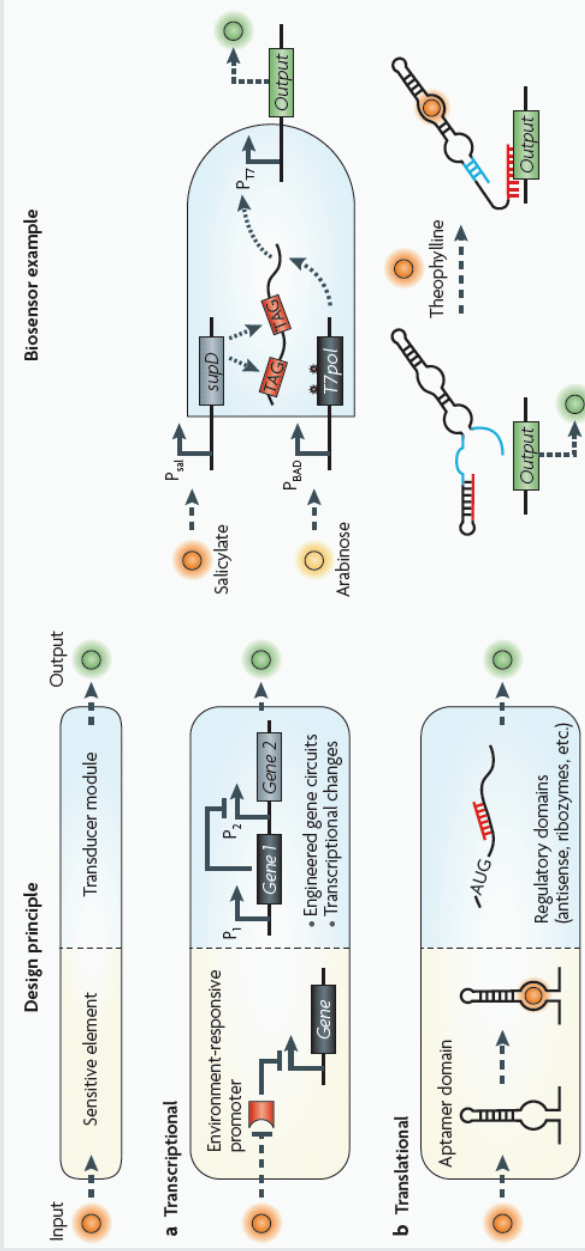 Design principle
Input
Sensitive element
Transducer module
Output
a Transcriptional
Environment-responsive
promoter
Gene
P1
Gene 1
P2
Gene 2
• Engineered gene circuits
• Transcriptional changes
b Translational
Aptamer domain
AUG
Regulatory domains
(antisense, ribozymes, etc.)
Biosensor example
Salicylate
Psal
supD
TAG
TAG
Arabinose
PBAD
T7pol
PT7
Output
Output
Theophylline
Output